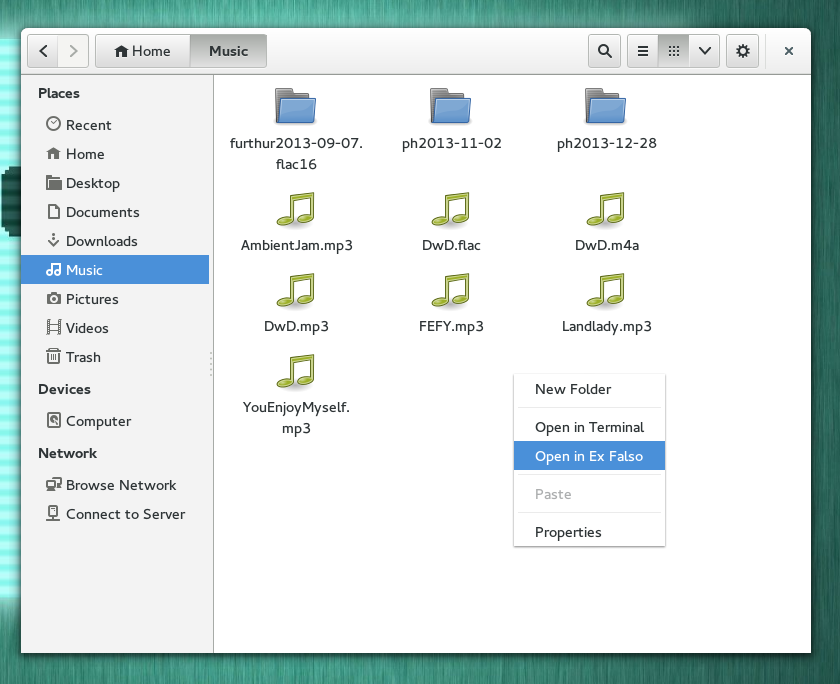 Home
Music
Places
Recent
Home
Desktop
Documents
Downloads
Music
Pictures
Videos
Trash
Devices
Computer
Network
Browse Network
Connect to Server
furthur2013-09-07.
flac16
ph2013-11-02
ph2013-12-28
AmbientJam.mp3
DwD.flac
DwD.m4a
DwD.mp3
FEFY.mp3
Landlady.mp3
YouEnjoyMyself.
mp3
New Folder
Open in Terminal
Open in Ex Falso
Paste
Properties